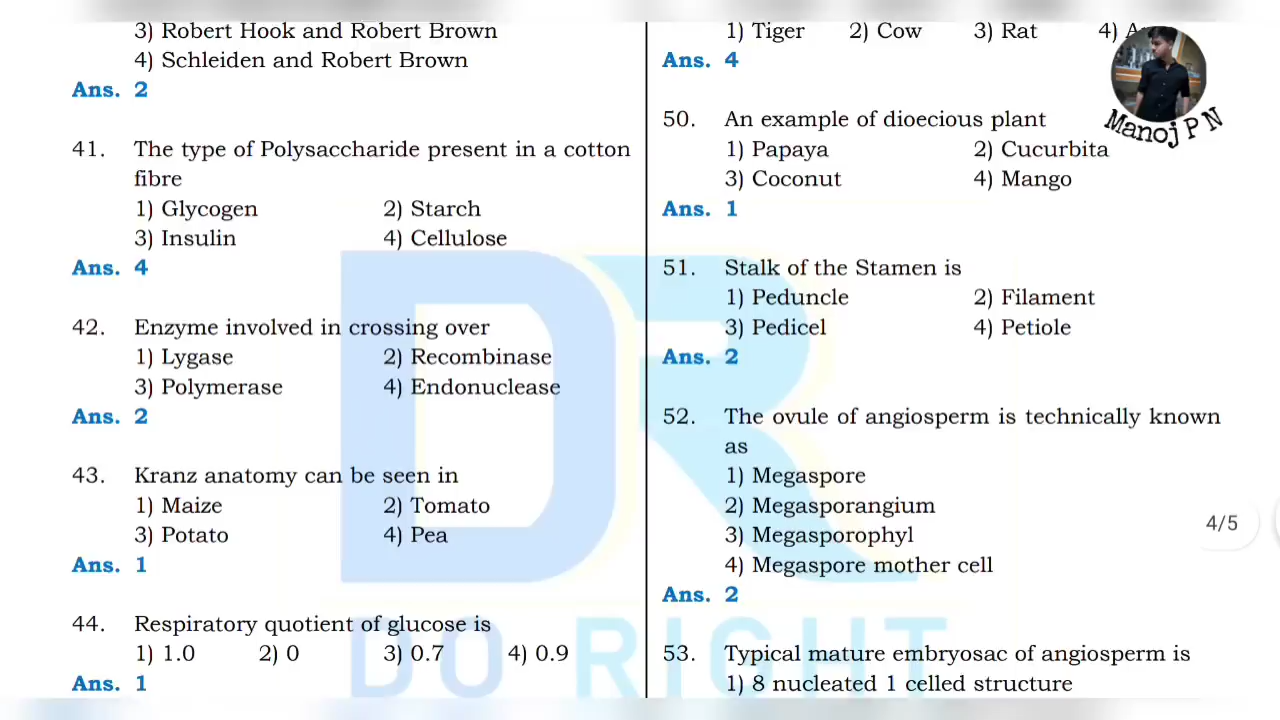 3) Robert Hook and Robert Brown
4) Schleiden and Robert Brown
Ans. 2
41. The type of Polysaccharide present in a cotton
fibre
1) Glycogen 2) Starch
3) Insulin 4) Cellulose
Ans. 4
42. Enzyme involved in crossing over
1) Lygase 2) Recombinase
3) Polymerase 4) Endonuclease
Ans. 2
43. Kranz anatomy can be seen in
1) Maize 2) Tomato
3) Potato 4) Pea
Ans. 1
44. Respiratory quotient of glucose is
1) 1.0 2) 0 3) 0.7 4) 0.9
Ans. 1
1) Tiger 2) Cow 3) Rat 4)
Ans. 4
50. An example of dioecious plant
1) Papaya 2) Cucurbita
3) Coconut 4) Mango
Ans. 1
51. Stalk of the Stamen is
1) Peduncle 2) Filament
3) Pedicel 4) Petiole
Ans. 2
52. The ovule of angiosperm is technically known
as
1) Megaspore
2) Megasporangium
3) Megasporophyl
4) Megaspore mother cell
Ans. 2
53. Typical mature embryosac of angiosperm is
1) 8 nucleated 1 celled structure
Manoj P N
4/5
DR
DO RIGHT